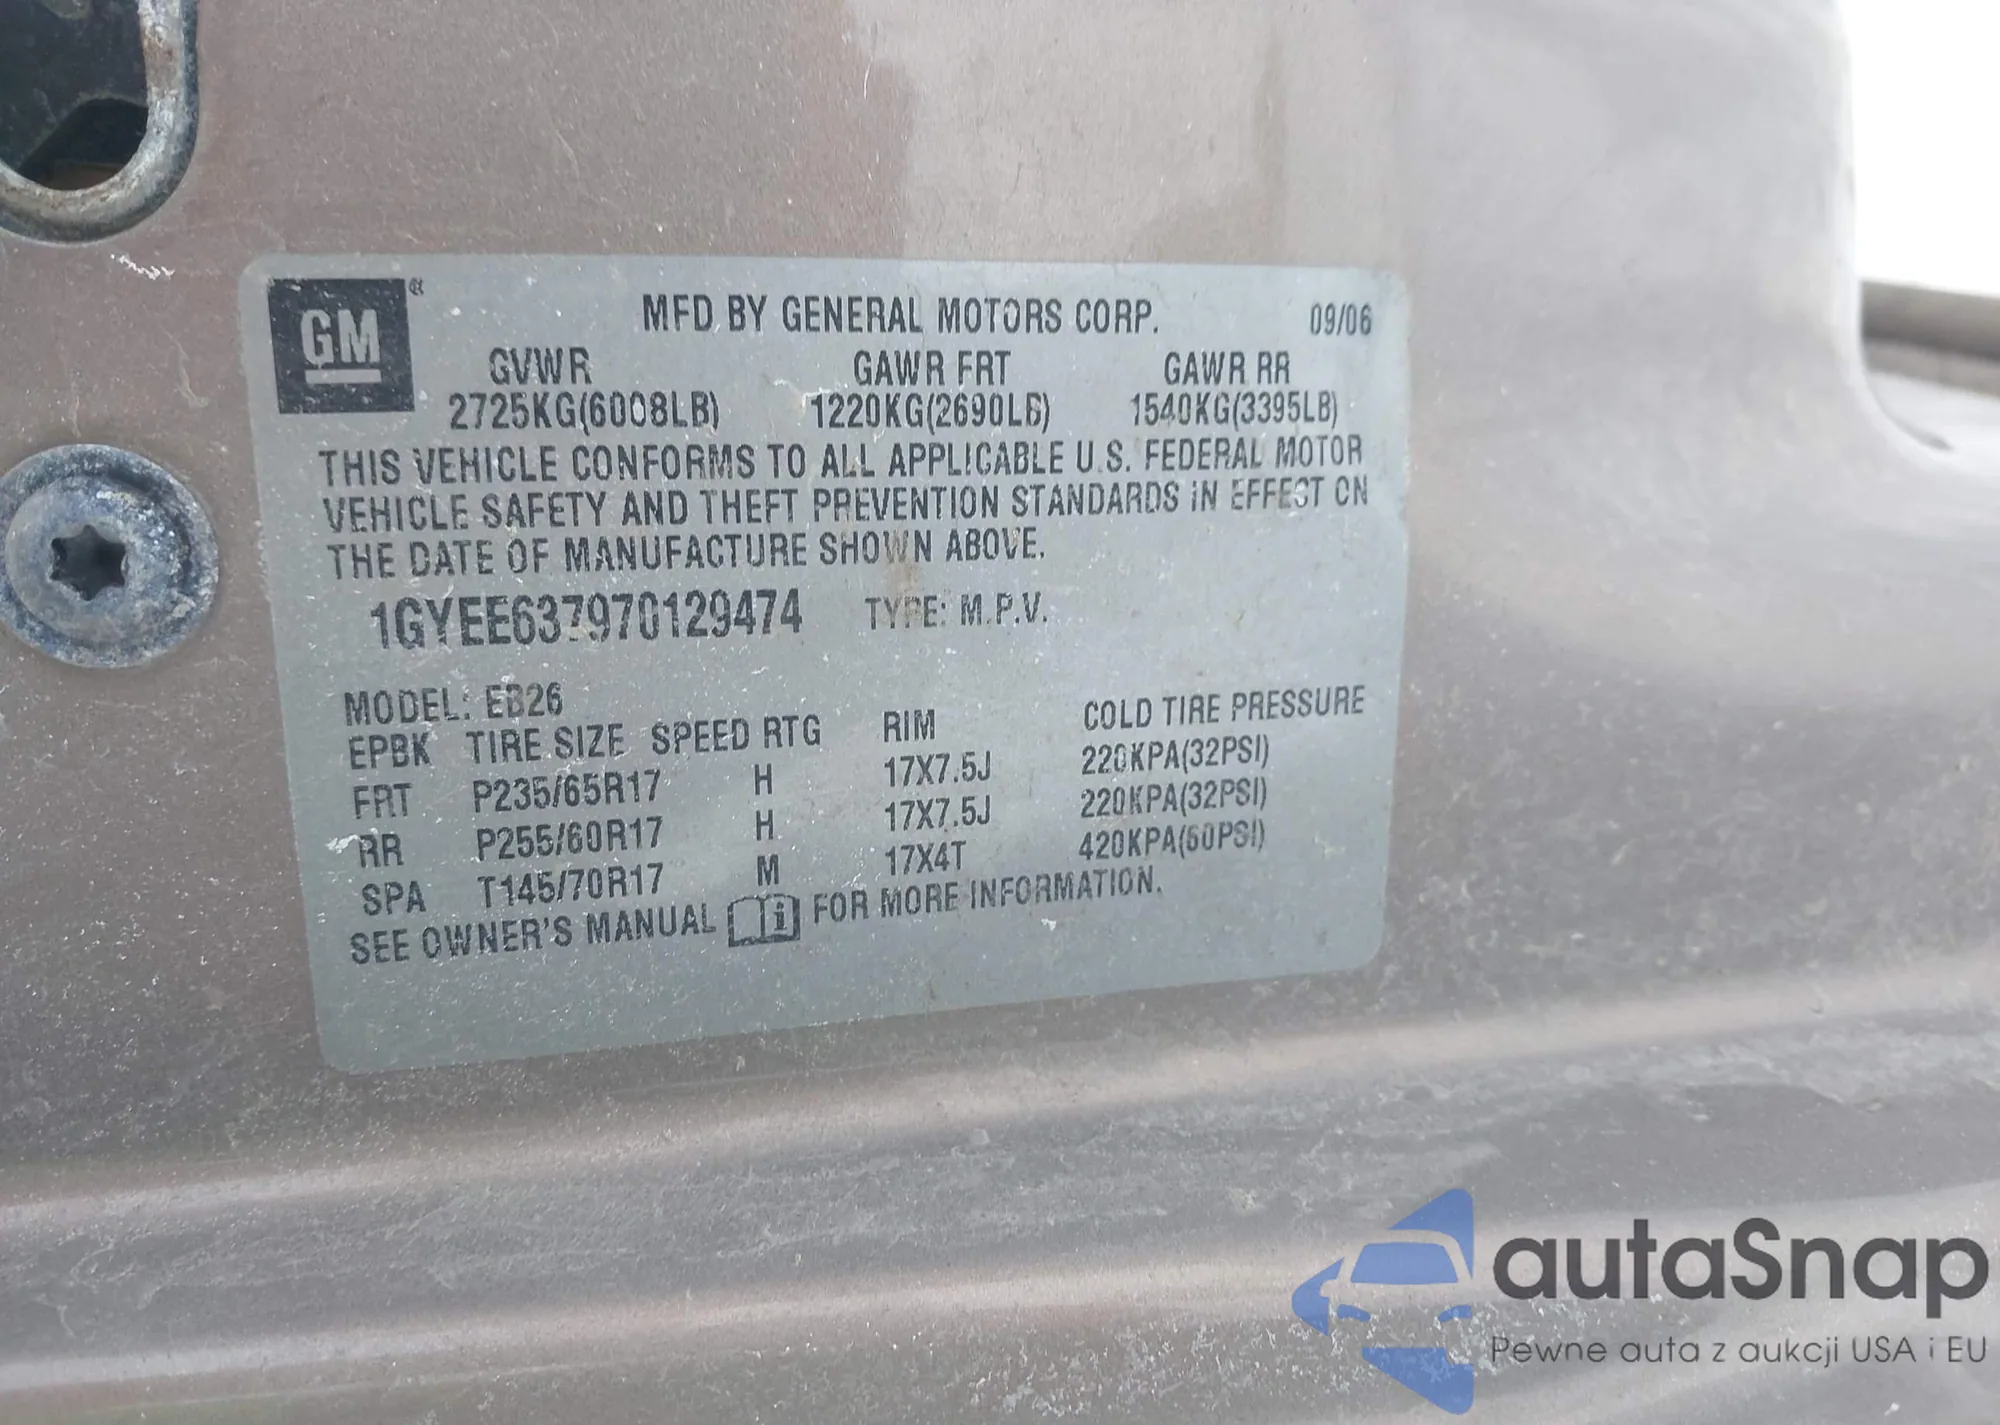 GM
MFD BY GENERAL MOTORS CORP. 09/06
GVWR GAWR FRT GAWR RR
2725KG(6008LB) 1220KG(2690LB) 1540KG(3395LB)
THIS VEHICLE CONFORMS TO ALL APPLICABLE U.S. FEDERAL MOTOR
VEHICLE SAFETY AND THEFT PREVENTION STANDARDS IN EFFECT ON
THE DATE OF MANUFACTURE SHOWN ABOVE.
1GYEE637970129474 TYPE: M.P.V.
MODEL: EB26
EPBK TIRE SIZE SPEED RTG RIM COLD TIRE PRESSURE
FRT P235/65R17 H 17X7.5J 220KPA(32PSI)
RR P255/60R17 H 17X7.5J 220KPA(32PSI)
SPA T145/70R17 M 17X4T 420KPA(60PSI)
SEE OWNER'S MANUAL FOR MORE INFORMATION.
autaSnap
Pewne auta z aukcji USA i EU